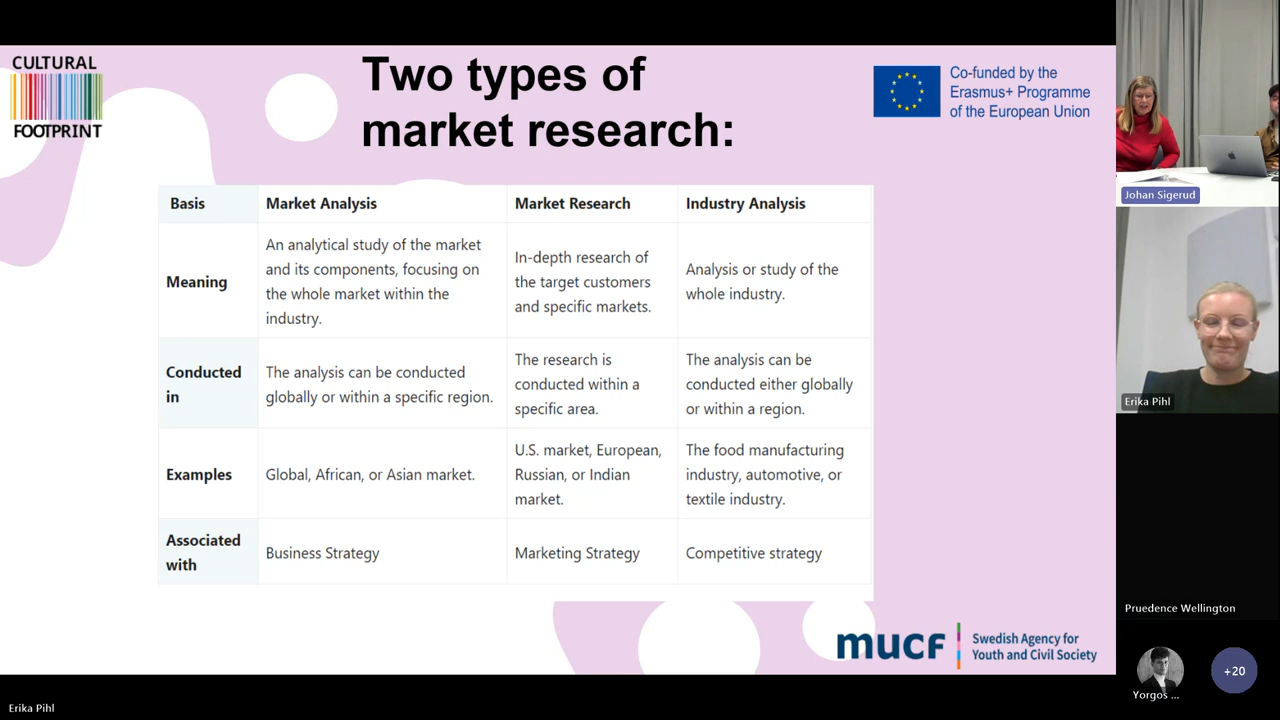 CULTURAL
FOOTPRINT
Two types of
market research:
Co-funded by the
Erasmus+ Programme
of the European Union
Basis
Market Analysis
Market Research
Industry Analysis
Meaning
An analytical study of the market
and its components, focusing on
the whole market within the
industry.
In-depth research of
the target customers
and specific markets.
Analysis or study of the
whole industry.
Conducted
in
The analysis can be conducted
globally or within a specific region.
The research is
conducted within a
specific area.
The analysis can be
conducted either globally
or within a region.
Examples
Global, African, or Asian market.
U.S. market, European,
Russian, or Indian
market.
The food manufacturing
industry, automotive, or
textile industry.
Associated
with
Business Strategy
Marketing Strategy
Competitive strategy
mucf
Swedish Agency for
Youth and Civil Society
Erika Pihl
Johan Sigerud
Erika Pihl
Pruedence Wellington
Yorgos ...
+20